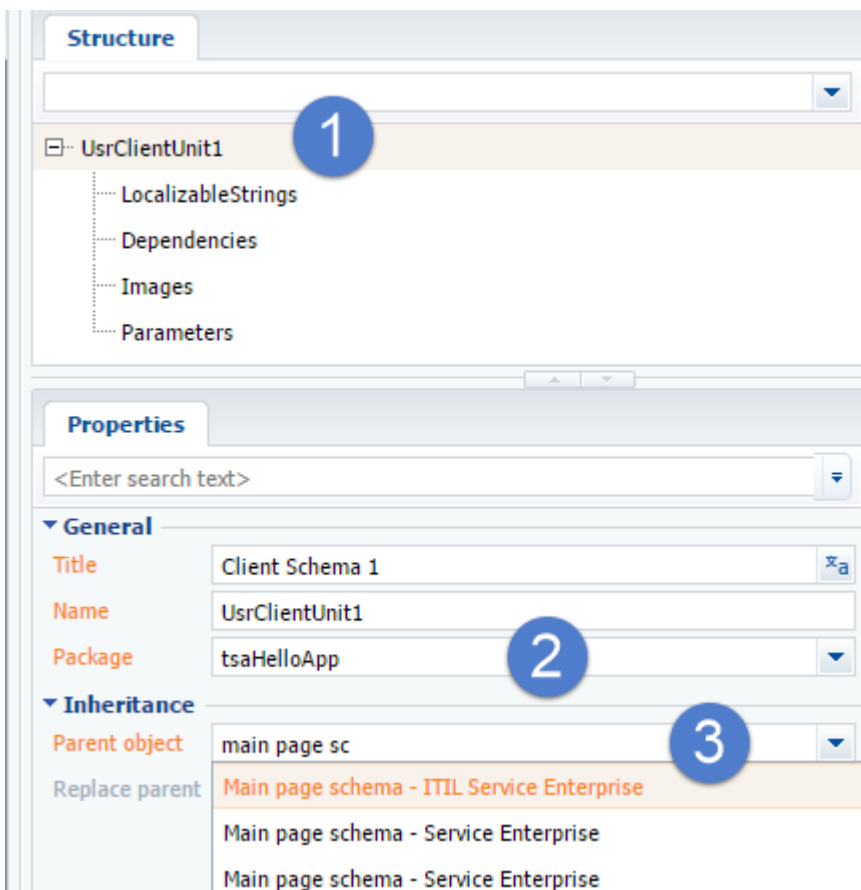 Structure
1
UsrClientUnit1
LocalizableStrings
Dependencies
Images
Parameters
Properties
<Enter search text>
General
Title Client Schema 1
Name UsrClientUnit1
Package tsaHelloApp 2
Inheritance
Parent object main page sc 3
Replace parent Main page schema - ITIL Service Enterprise
Main page schema - Service Enterprise
Main page schema - Service Enterprise